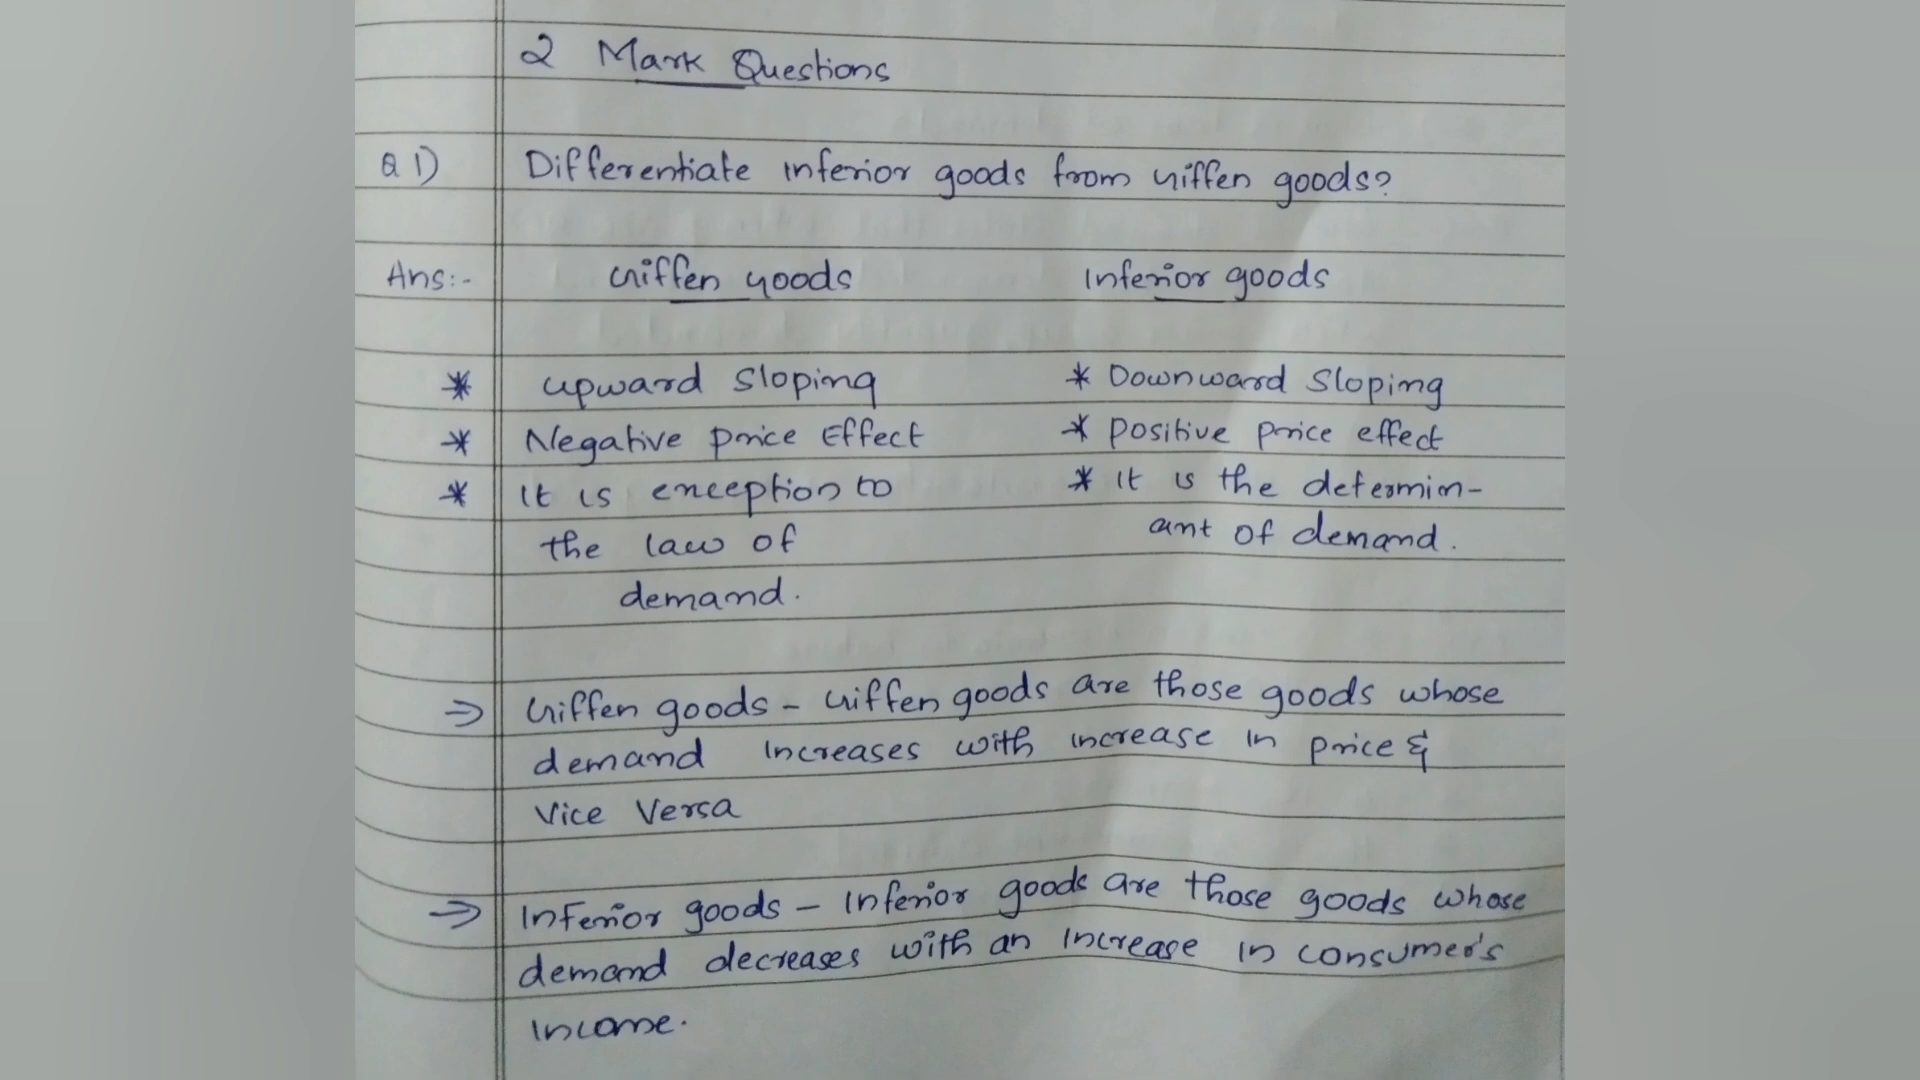 2 Mark Questions
Q 1) Differentiate inferior goods from Giffen goods?
Ans:- Giffen Goods Inferior goods
* upward sloping * Downward Sloping
* Negative price Effect * positive price effect
* It is exception to * It is the determin-
the law of ant of demand.
demand.
⇒ Giffen goods - Giffen goods are those goods whose
demand increases with increase in price &
Vice Versa
⇒ Inferior goods - Inferior goods are those goods whose
demand decreases with an increase in consumer's
income.